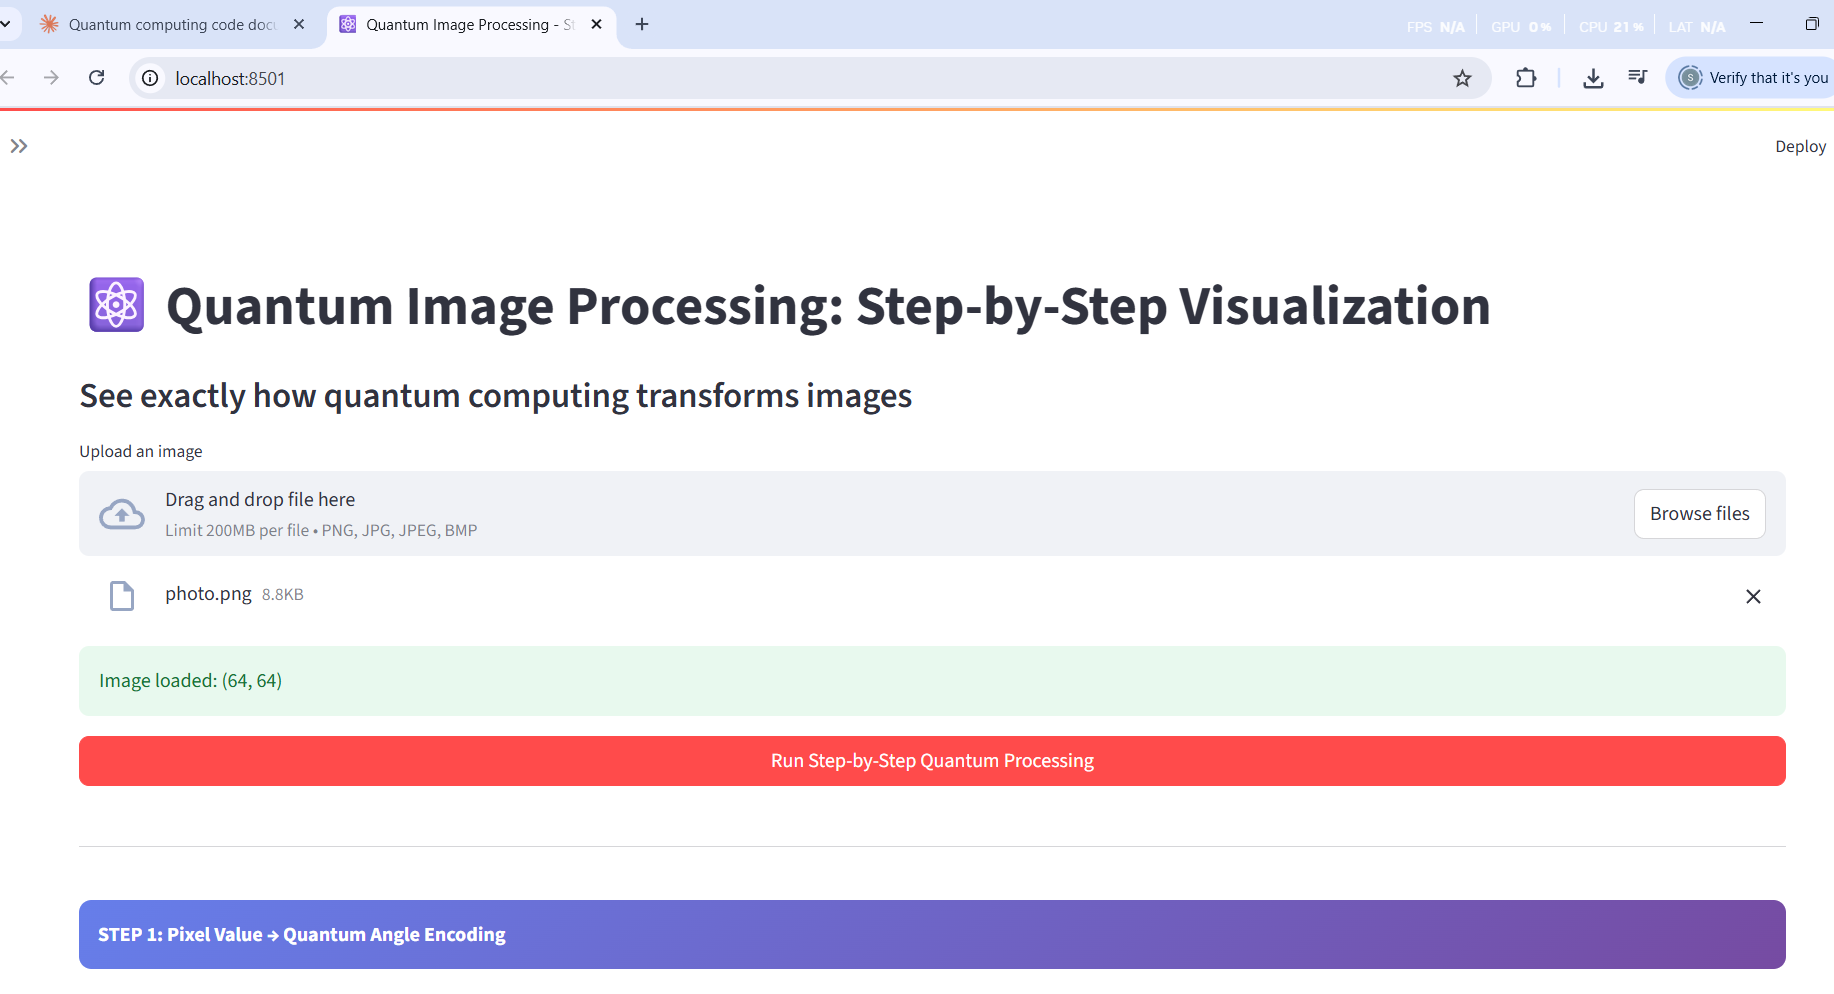 Quantum computing code docu
Quantum Image Processing - St
FPS N/A GPU 0% CPU 21% LAT N/A
localhost:8501
S
Verify that it's you
Deploy
Quantum Image Processing: Step-by-Step Visualization
See exactly how quantum computing transforms images
Upload an image
Drag and drop file here
Limit 200MB per file • PNG, JPG, JPEG, BMP
Browse files
photo.png 8.8KB
Image loaded: (64, 64)
Run Step-by-Step Quantum Processing
STEP 1: Pixel Value → Quantum Angle Encoding